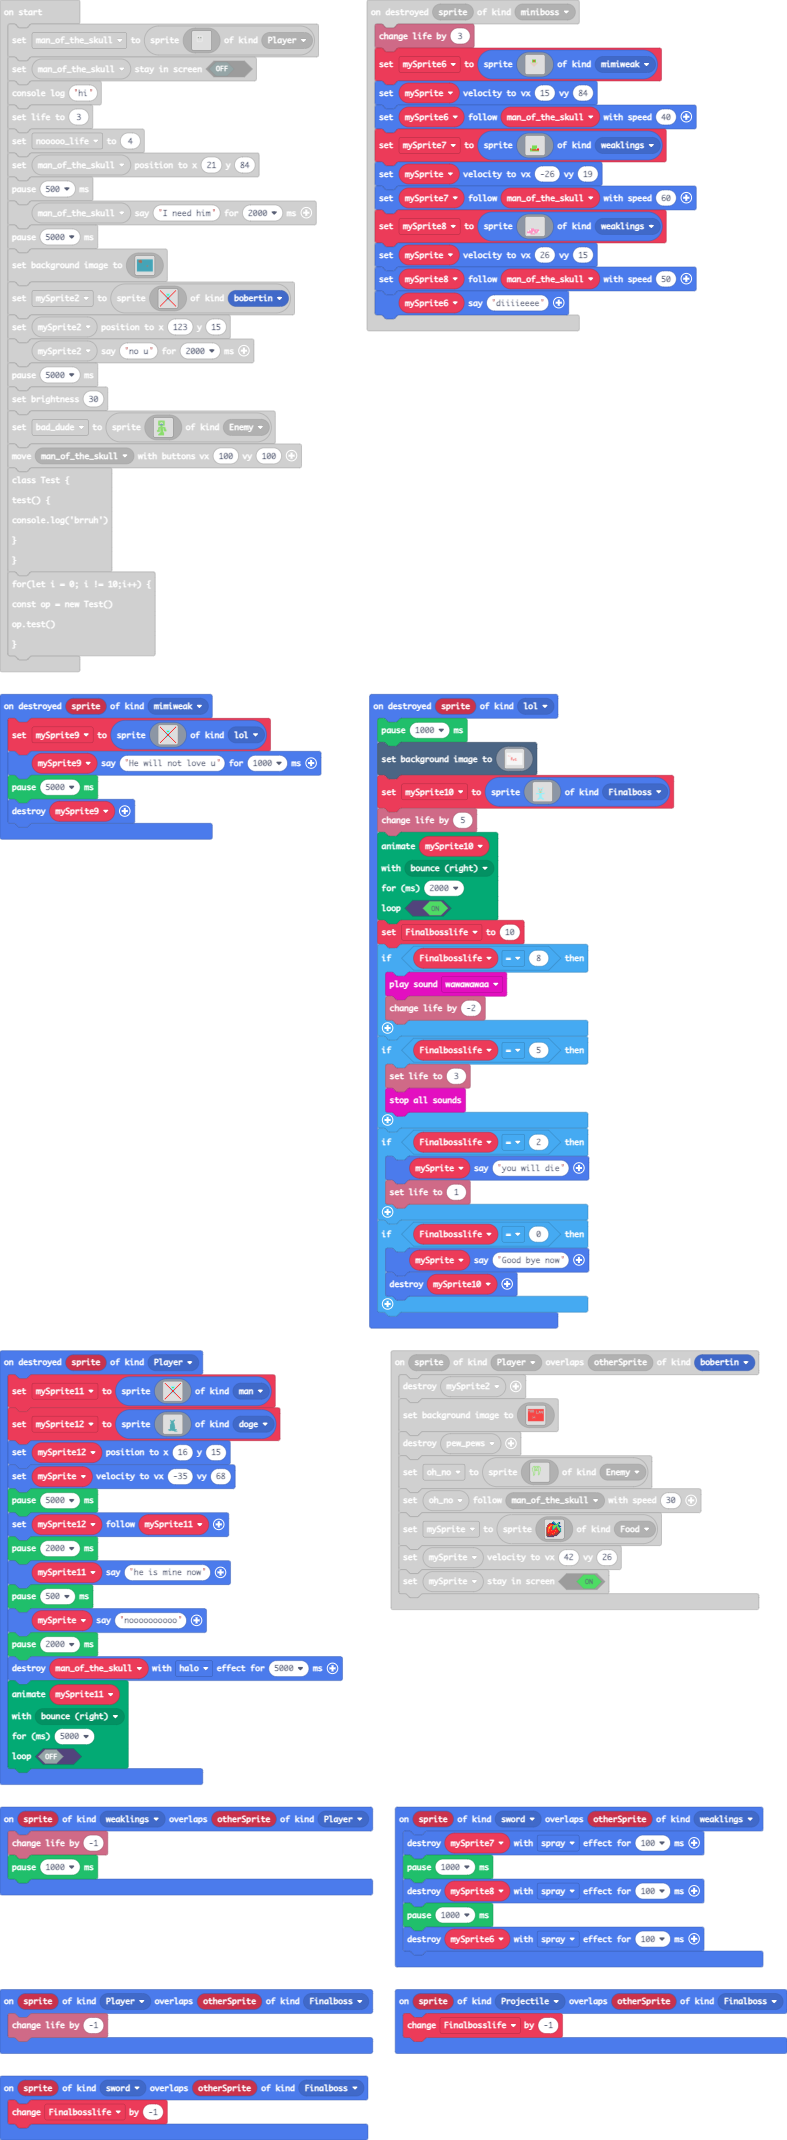 on start
set man_of_the_skull to sprite of kind Player
set man_of_the_skull stay in screen OFF
console log "hi"
set life to 3
set nooooo_life to 4
set man_of_the_skull position to x 21 y 84
pause 500 ms
man_of_the_skull say "I need him" for 2000 ms
pause 5000 ms
set background image to
set mySprite2 to sprite of kind bobertin
set mySprite2 position to x 123 y 15
mySprite2 say "no u" for 2000 ms
pause 5000 ms
set brightness 30
set bad_dude to sprite of kind Enemy
move man_of_the_skull with buttons vx 100 vy 100
class Test {
test() {
console.log('brruh')
}
}
for(let i = 0; i != 10;i++) {
const op = new Test()
op.test()
}
on destroyed sprite of kind miniboss
change life by 3
set mySprite6 to sprite of kind mimiweak
set mySprite velocity to vx 15 vy 84
set mySprite6 follow man_of_the_skull with speed 40
set mySprite7 to sprite of kind weaklings
set mySprite velocity to vx -26 vy 19
set mySprite7 follow man_of_the_skull with speed 60
set mySprite8 to sprite of kind weaklings
set mySprite velocity to vx 26 vy 15
set mySprite8 follow man_of_the_skull with speed 50
mySprite6 say "diiiieeee"
on destroyed sprite of kind mimiweak
set mySprite9 to sprite of kind lol
mySprite9 say "He will not love u" for 1000 ms
pause 5000 ms
destroy mySprite9
on destroyed sprite of kind lol
pause 1000 ms
set background image to
set mySprite10 to sprite of kind Finalboss
change life by 5
animate mySprite10
with bounce (right)
for (ms) 2000
loop ON
set Finalbosslife to 10
if Finalbosslife = 8 then
play sound wawawawaa
change life by -2
if Finalbosslife = 5 then
set life to 3
stop all sounds
if Finalbosslife = 2 then
mySprite say "you will die"
set life to 1
if Finalbosslife = 0 then
mySprite say "Good bye now"
destroy mySprite10
on destroyed sprite of kind Player
set mySprite11 to sprite of kind man
set mySprite12 to sprite of kind doge
set mySprite12 position to x 16 y 15
set mySprite velocity to vx -35 vy 68
pause 5000 ms
set mySprite12 follow mySprite11
pause 2000 ms
mySprite11 say "he is mine now"
pause 500 ms
mySprite say "noooooooooo"
pause 2000 ms
destroy man_of_the_skull with halo effect for 5000 ms
animate mySprite11
with bounce (right)
for (ms) 5000
loop OFF
on sprite of kind Player overlaps otherSprite of kind bobertin
destroy mySprite2
set background image to
destroy pew_pews
set oh_no to sprite of kind Enemy
set oh_no follow man_of_the_skull with speed 30
set mySprite to sprite of kind Food
set mySprite velocity to vx 42 vy 26
set mySprite stay in screen ON
on sprite of kind weaklings overlaps otherSprite of kind Player
change life by -1
pause 1000 ms
on sprite of kind sword overlaps otherSprite of kind weaklings
destroy mySprite7 with spray effect for 100 ms
pause 1000 ms
destroy mySprite8 with spray effect for 100 ms
pause 1000 ms
destroy mySprite6 with spray effect for 100 ms
on sprite of kind Player overlaps otherSprite of kind Finalboss
change life by -1
on sprite of kind Projectile overlaps otherSprite of kind Finalboss
change Finalbosslife by -1
on sprite of kind sword overlaps otherSprite of kind Finalboss
change Finalbosslife by -1